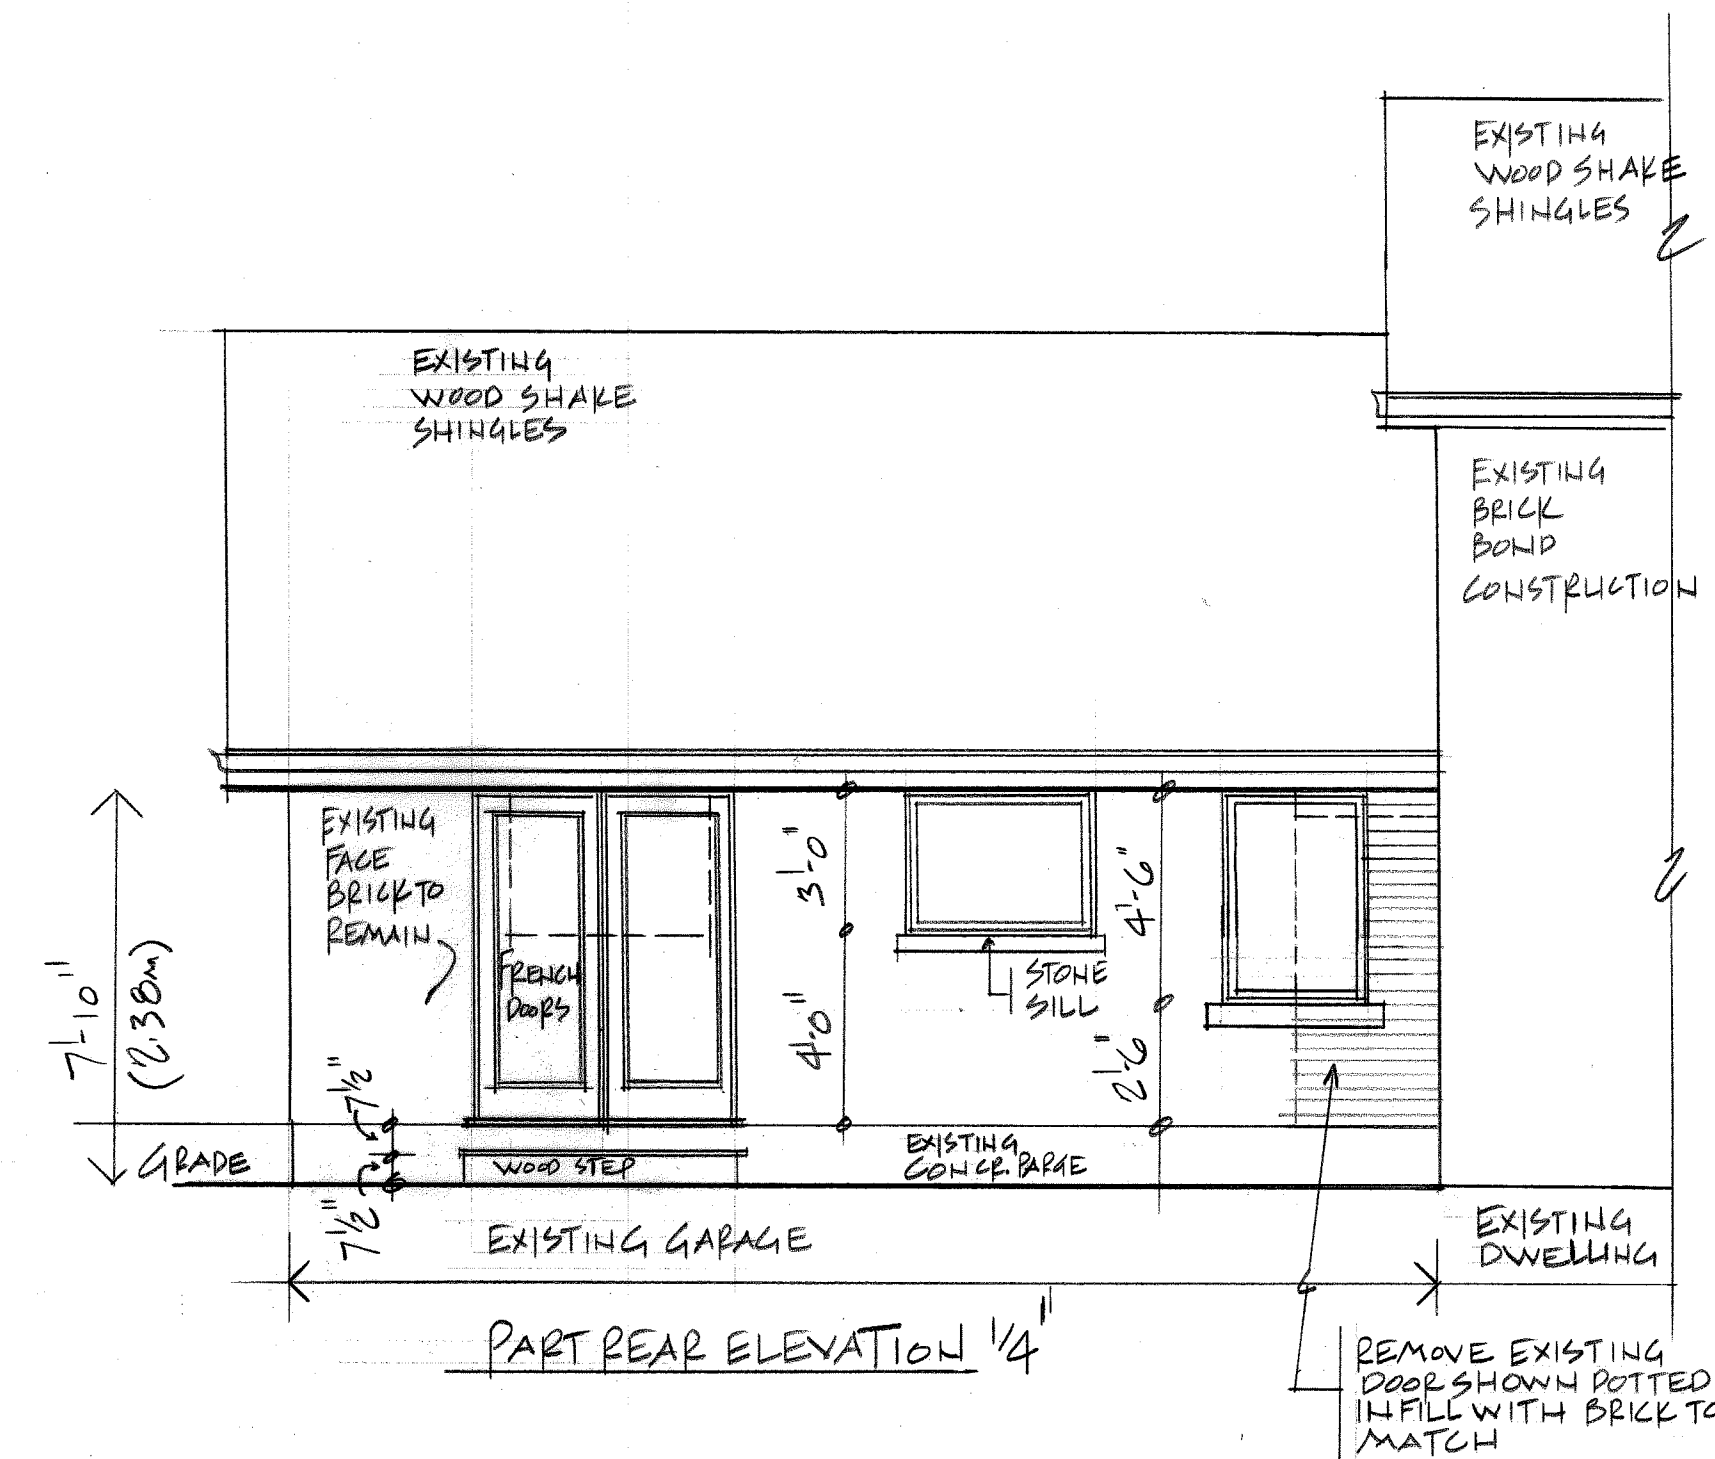 EXISTING
WOOD SHAKE
SHINGLES
EXISTING
WOOD SHAKE
SHINGLES
EXISTING
BRICK
BOND
CONSTRUCTION
EXISTING
FACE
BRICK TO
REMAIN
FRENCH
DOORS
3'-0"
4'-0"
STONE
SILL
4'-6"
2'-6"
7'-10"
(2.38m)
7½"
7½"
GRADE
WOOD STEP
EXISTING
CONCR. PARGE
EXISTING GARAGE
EXISTING
DWELLING
PART REAR ELEVATION 1/4"
REMOVE EXISTING
DOOR SHOWN DOTTED
INFILL WITH BRICK TO
MATCH